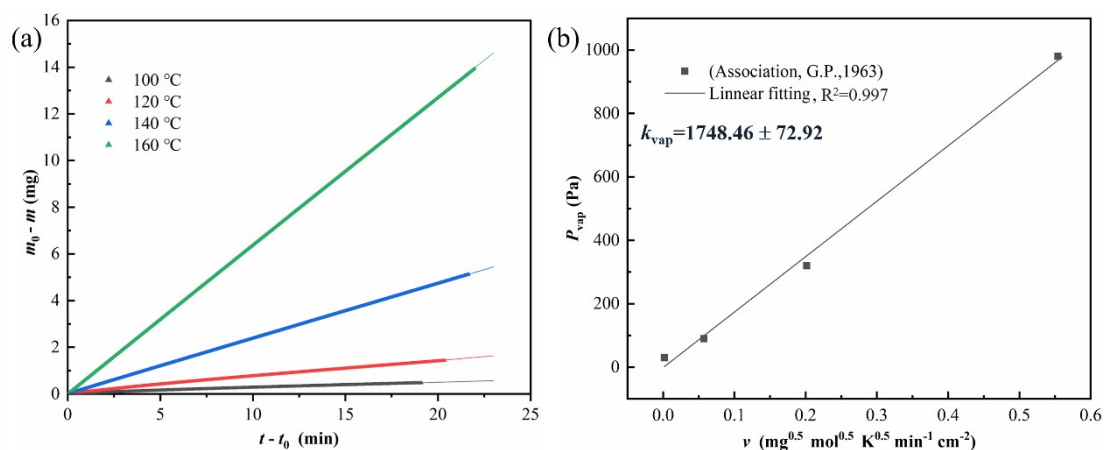 (a)
16
14
12
10
8
6
4
2
0
m₀ - m (mg)
100 ℃
120 ℃
140 ℃
160 ℃
0 5 10 15 20 25
t - t₀ (min)
(b)
1000
800
600
400
200
0
Pvap (Pa)
(Association, G.P.,1963)
Linnear fitting, R²=0.997
kvap=1748.46 ± 72.92
0.0 0.1 0.2 0.3 0.4 0.5 0.6
v (mg⁰·⁵ mol⁰·⁵ K⁰·⁵ min⁻¹ cm⁻²)